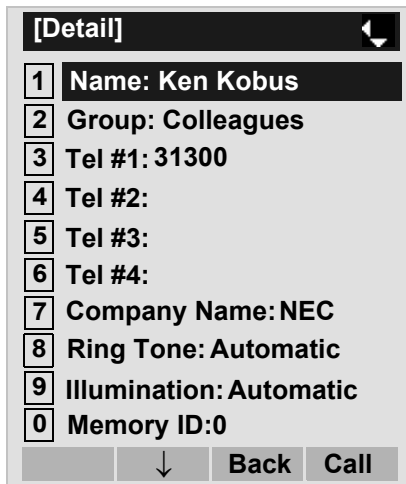 [Detail]
1 Name: Ken Kobus
2 Group: Colleagues
3 Tel #1: 31300
4 Tel #2:
5 Tel #3:
6 Tel #4:
7 Company Name: NEC
8 Ring Tone: Automatic
9 Illumination: Automatic
0 Memory ID:0
↓ Back Call